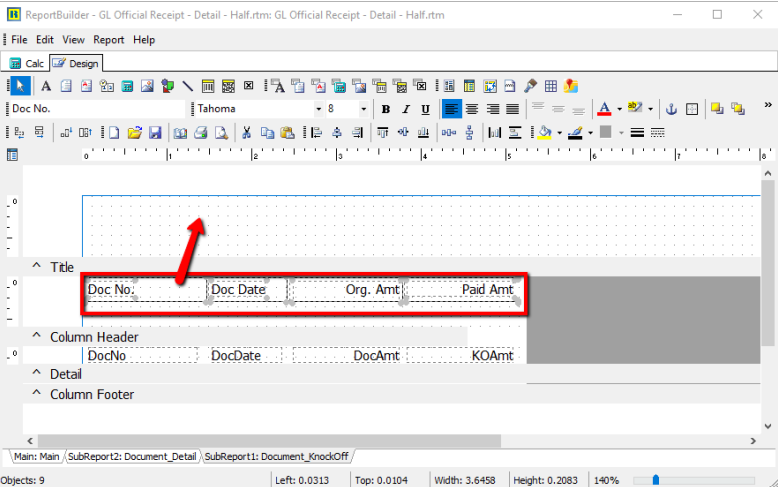 ReportBuilder - GL Official Receipt - Detail - Half.rtm: GL Official Receipt - Detail - Half.rtm
File Edit View Report Help
Calc Design
Doc No. Tahoma 8 B I U A
0 1 2 3 4 5 6 7 8
0
Title
0 Doc No. Doc Date Org. Amt Paid Amt
Column Header
0 DocNo DocDate DocAmt KOAmt
Detail
Column Footer
Main: Main SubReport2: Document_Detail SubReport1: Document_KnockOff
Objects: 9 Left: 0.0313 Top: 0.0104 Width: 3.6458 Height: 0.2083 140%